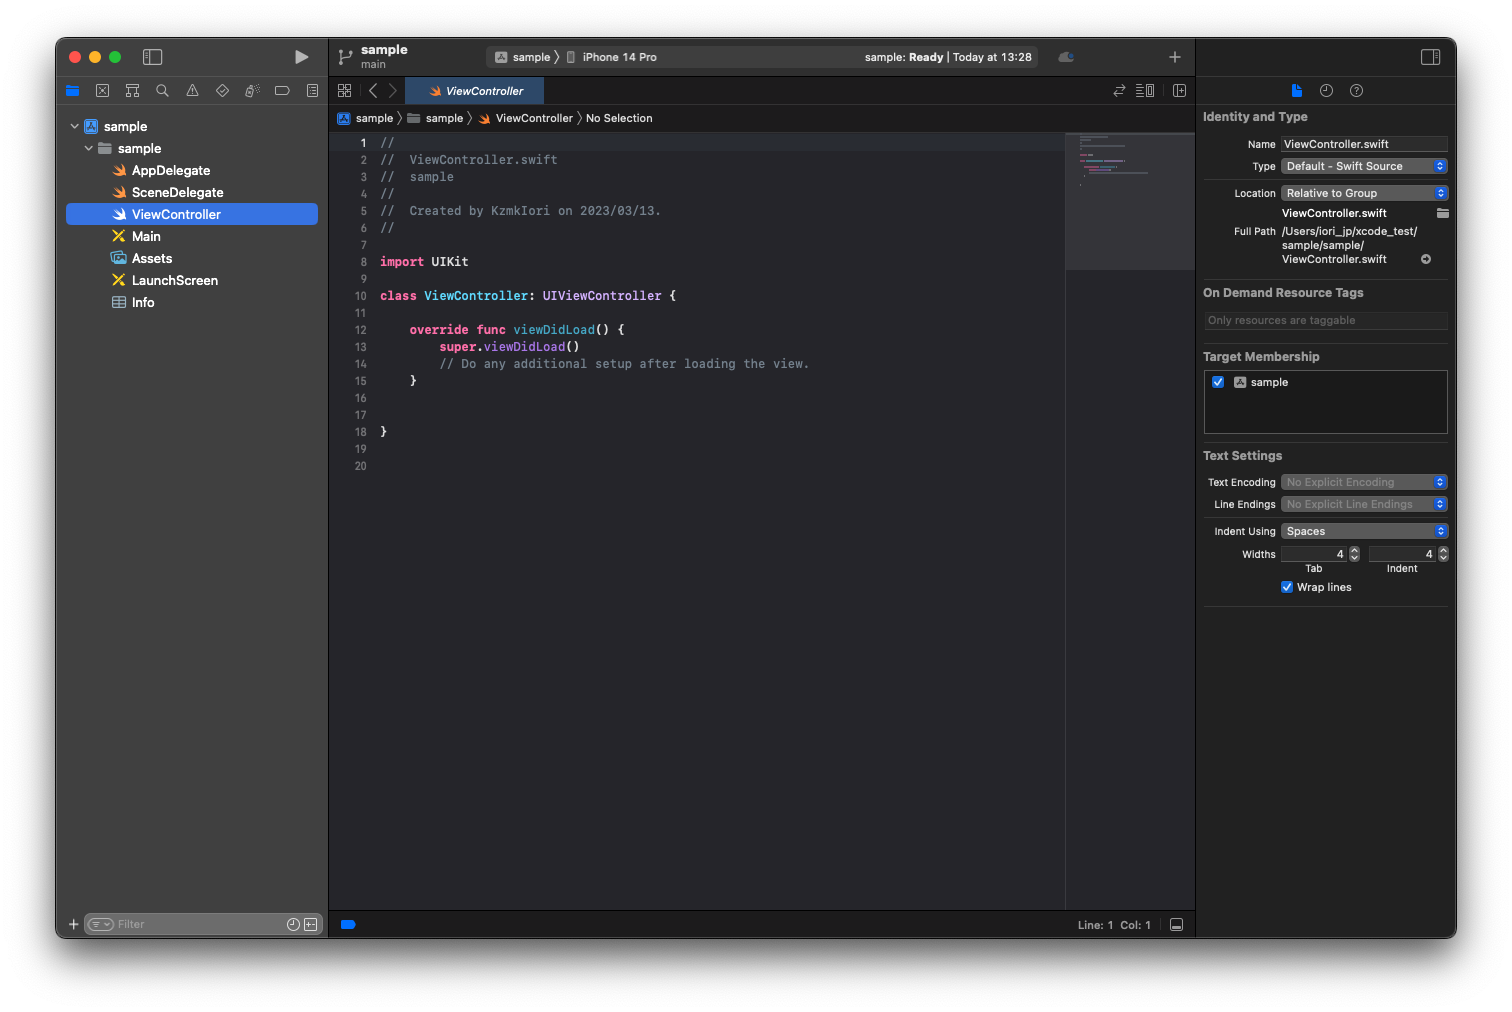 sample
main
sample
iPhone 14 Pro
sample: Ready | Today at 13:28
ViewController
sample
sample
AppDelegate
SceneDelegate
ViewController
Main
Assets
LaunchScreen
Info
Filter
sample
sample
ViewController
No Selection
1 //
2 //  ViewController.swift
3 //  sample
4 //
5 //  Created by KzmkIori on 2023/03/13.
6 //
7
8 import UIKit
9
10 class ViewController: UIViewController {
11
12     override func viewDidLoad() {
13         super.viewDidLoad()
14         // Do any additional setup after loading the view.
15     }
16
17
18 }
19
20
Line: 1 Col: 1
Identity and Type
Name ViewController.swift
Type Default - Swift Source
Location Relative to Group
ViewController.swift
Full Path /Users/iori_jp/xcode_test/
sample/sample/
ViewController.swift
On Demand Resource Tags
Only resources are taggable
Target Membership
sample
Text Settings
Text Encoding No Explicit Encoding
Line Endings No Explicit Line Endings
Indent Using Spaces
Widths 4 4
Tab Indent
Wrap lines